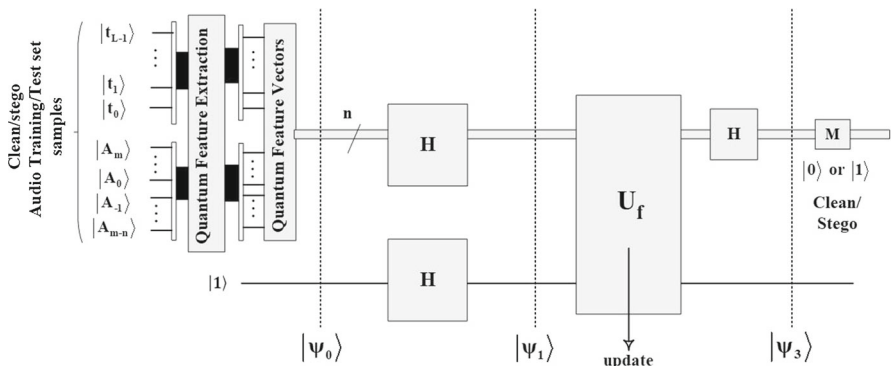 Clean/stego
Audio Training/Test set
samples
|t_{L-1}⟩
|t_1⟩
|t_0⟩
|A_m⟩
|A_0⟩
|A_{-1}⟩
|A_{m-n}⟩
Quantum Feature Extraction
Quantum Feature Vectors
|1⟩
n
H
H
U_f
update
H
M
|0⟩ or |1⟩
Clean/
Stego
|ψ_0⟩
|ψ_1⟩
|ψ_3⟩